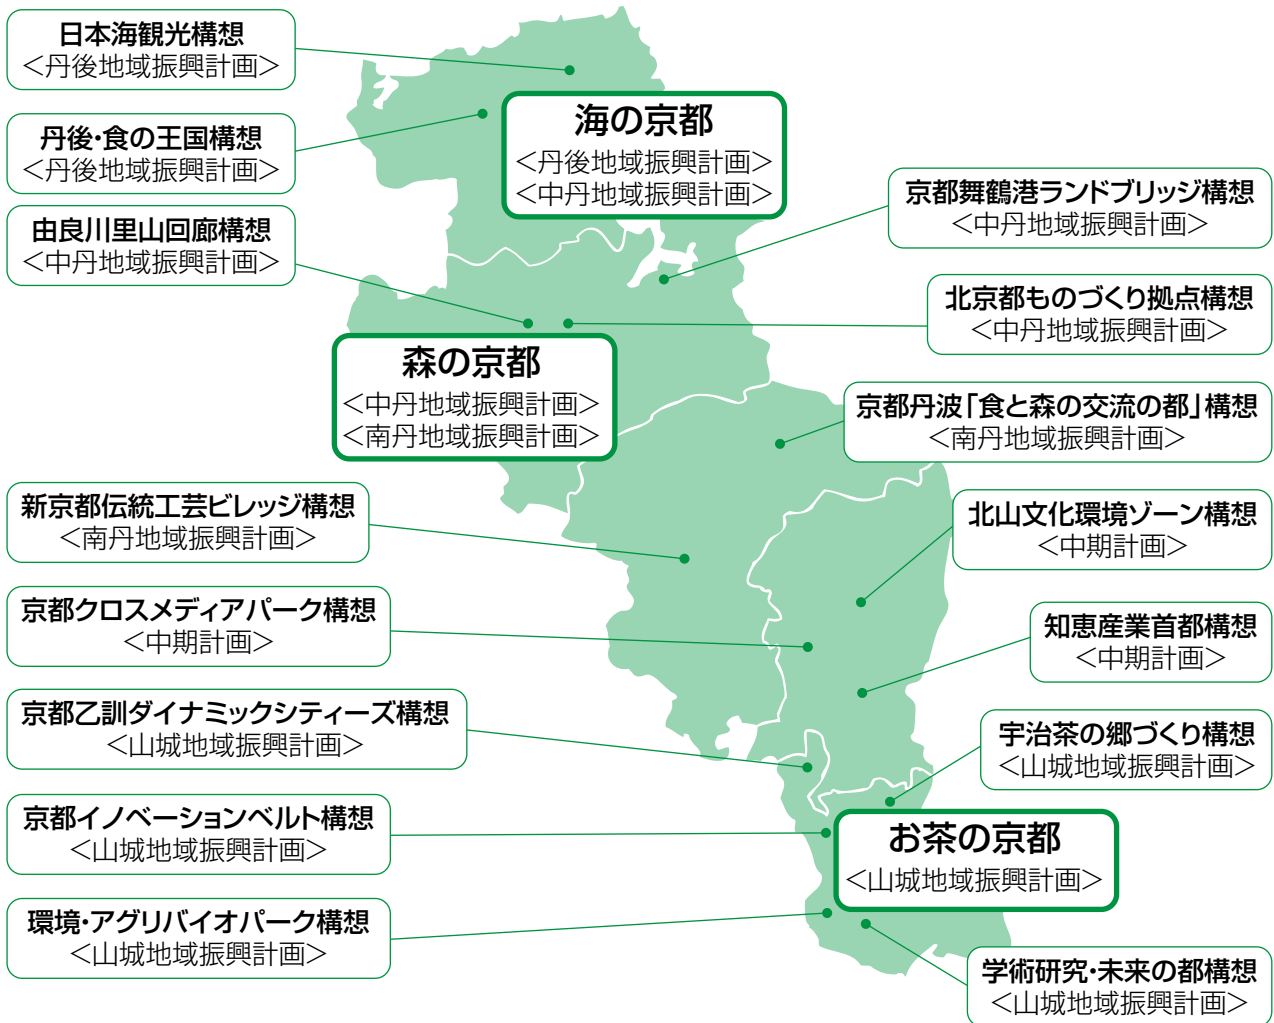 日本海観光構想
＜丹後地域振興計画＞
丹後・食の王国構想
＜丹後地域振興計画＞
由良川里山回廊構想
＜中丹地域振興計画＞
海の京都
＜丹後地域振興計画＞
＜中丹地域振興計画＞
京都舞鶴港ランドブリッジ構想
＜中丹地域振興計画＞
北京都ものづくり拠点構想
＜中丹地域振興計画＞
森の京都
＜中丹地域振興計画＞
＜南丹地域振興計画＞
京都丹波「食と森の交流の都」構想
＜南丹地域振興計画＞
新京都伝統工芸ビレッジ構想
＜南丹地域振興計画＞
北山文化環境ゾーン構想
＜中期計画＞
京都クロスメディアパーク構想
＜中期計画＞
知恵産業首都構想
＜中期計画＞
京都乙訓ダイナミックシティーズ構想
＜山城地域振興計画＞
宇治茶の郷づくり構想
＜山城地域振興計画＞
京都イノベーションベルト構想
＜山城地域振興計画＞
お茶の京都
＜山城地域振興計画＞
環境・アグリバイオパーク構想
＜山城地域振興計画＞
学術研究・未来の都構想
＜山城地域振興計画＞